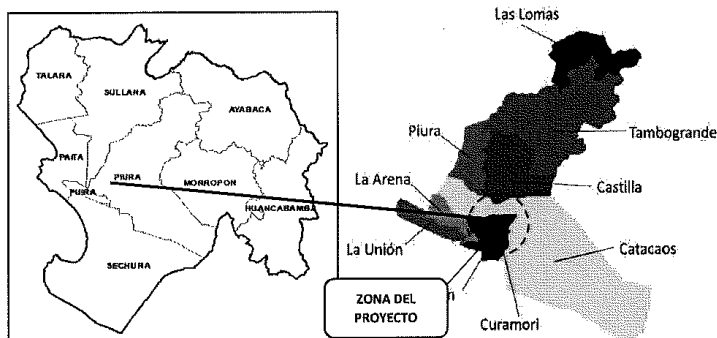 TALARA
SULLANA
AYABACA
PAITA
PIURA
PIURA
MORROPON
HUANCABAMBA
SECHURA
Las Lomas
Piura
Tambogrande
La Arena
Castilla
La Unión
Catacaos
Curamori
ZONA DEL
PROYECTO